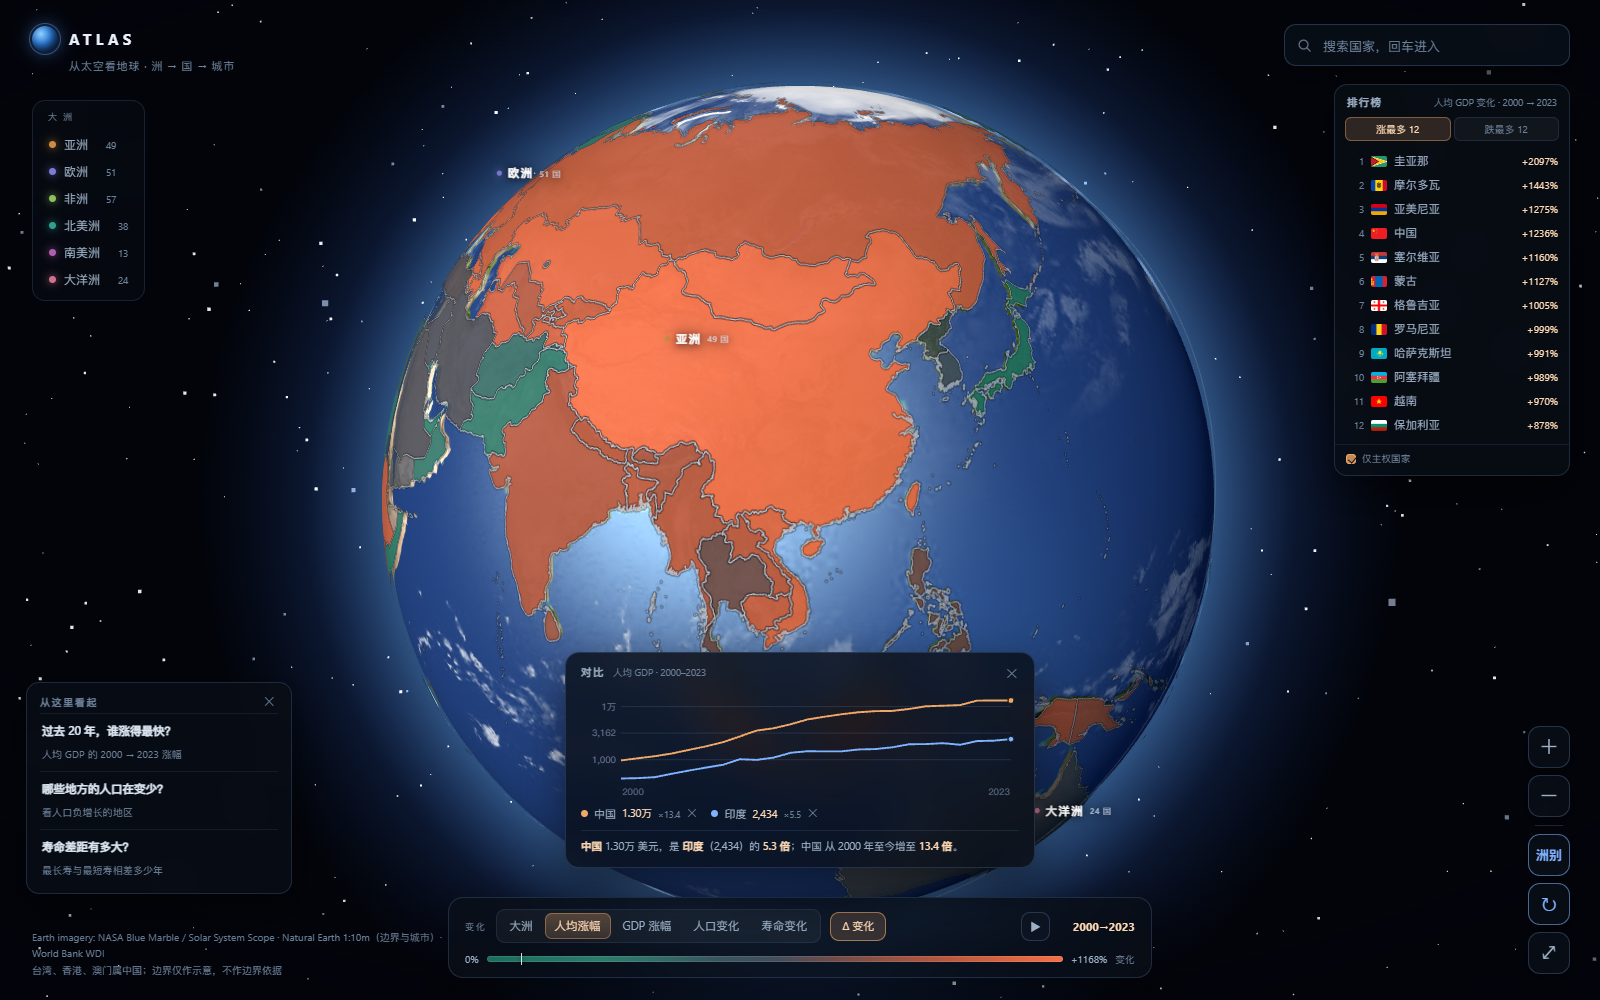 ATLAS
从太空看地球 · 洲 → 国 → 城市
搜索国家，回车进入
大 洲
亚洲 49
欧洲 51
非洲 57
北美洲 38
南美洲 13
大洋洲 24
欧洲 51 国
亚洲 49 国
大洋洲 24 国
排行榜 人均 GDP 变化 · 2000 → 2023
涨最多 12 跌最多 12
1 圭亚那 +2097%
2 摩尔多瓦 +1443%
3 亚美尼亚 +1275%
4 中国 +1236%
5 塞尔维亚 +1160%
6 蒙古 +1127%
7 格鲁吉亚 +1005%
8 罗马尼亚 +999%
9 哈萨克斯坦 +991%
10 阿塞拜疆 +989%
11 越南 +970%
12 保加利亚 +878%
仅主权国家
从这里看起
过去 20 年，谁涨得最快？
人均 GDP 的 2000 → 2023 涨幅
哪些地方的人口在变少？
看人口负增长的地区
寿命差距有多大？
最长寿与最短寿相差多少年
对比 人均 GDP · 2000–2023
1万
3,162
1,000
2000 2023
中国 1.30万 ×13.4 印度 2,434 ×5.5
中国 1.30万 美元，是 印度（2,434）的 5.3 倍；中国 从 2000 年至今增至 13.4 倍。
变化 大洲 人均涨幅 GDP 涨幅 人口变化 寿命变化 Δ 变化 2000→2023
0% +1168% 变化
洲别
Earth imagery: NASA Blue Marble / Solar System Scope · Natural Earth 1:10m（边界与城市） ·
World Bank WDI
台湾、香港、澳门属中国；边界仅作示意，不作边界依据